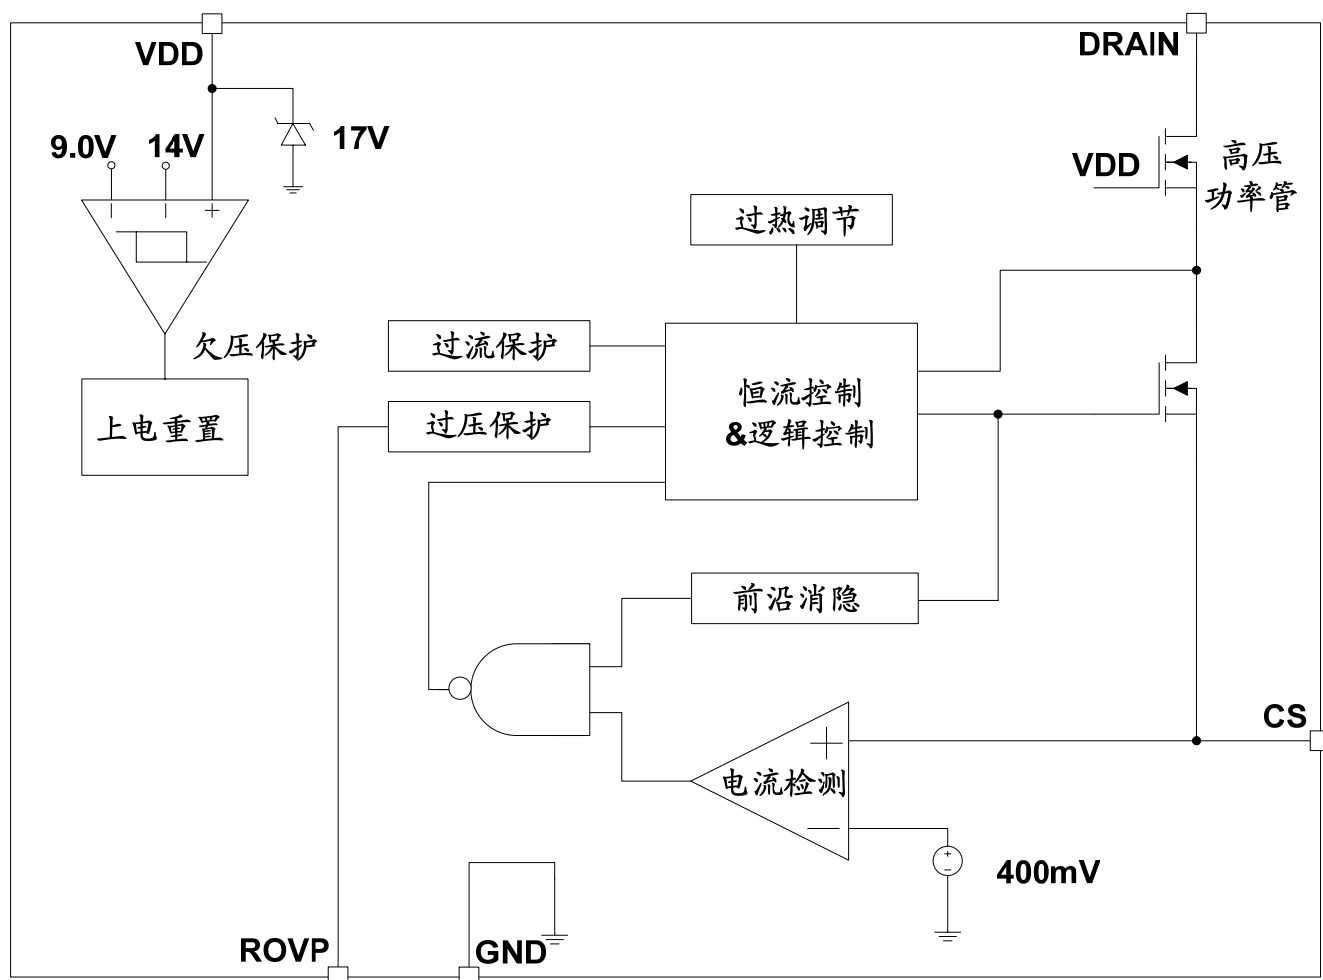 VDD
DRAIN
9.0V
14V
17V
VDD
高压
功率管
过热调节
欠压保护
过流保护
上电重置
过压保护
恒流控制
&逻辑控制
前沿消隐
CS
电流检测
400mV
ROVP
GND